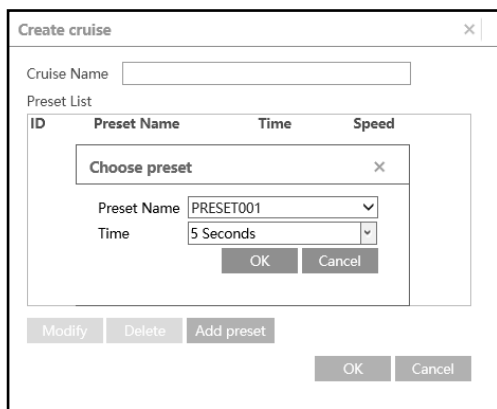 Create cruise
Cruise Name
Preset List
ID Preset Name Time Speed
Choose preset
Preset Name PRESET001
Time 5 Seconds
OK Cancel
Modify Delete Add preset
OK Cancel